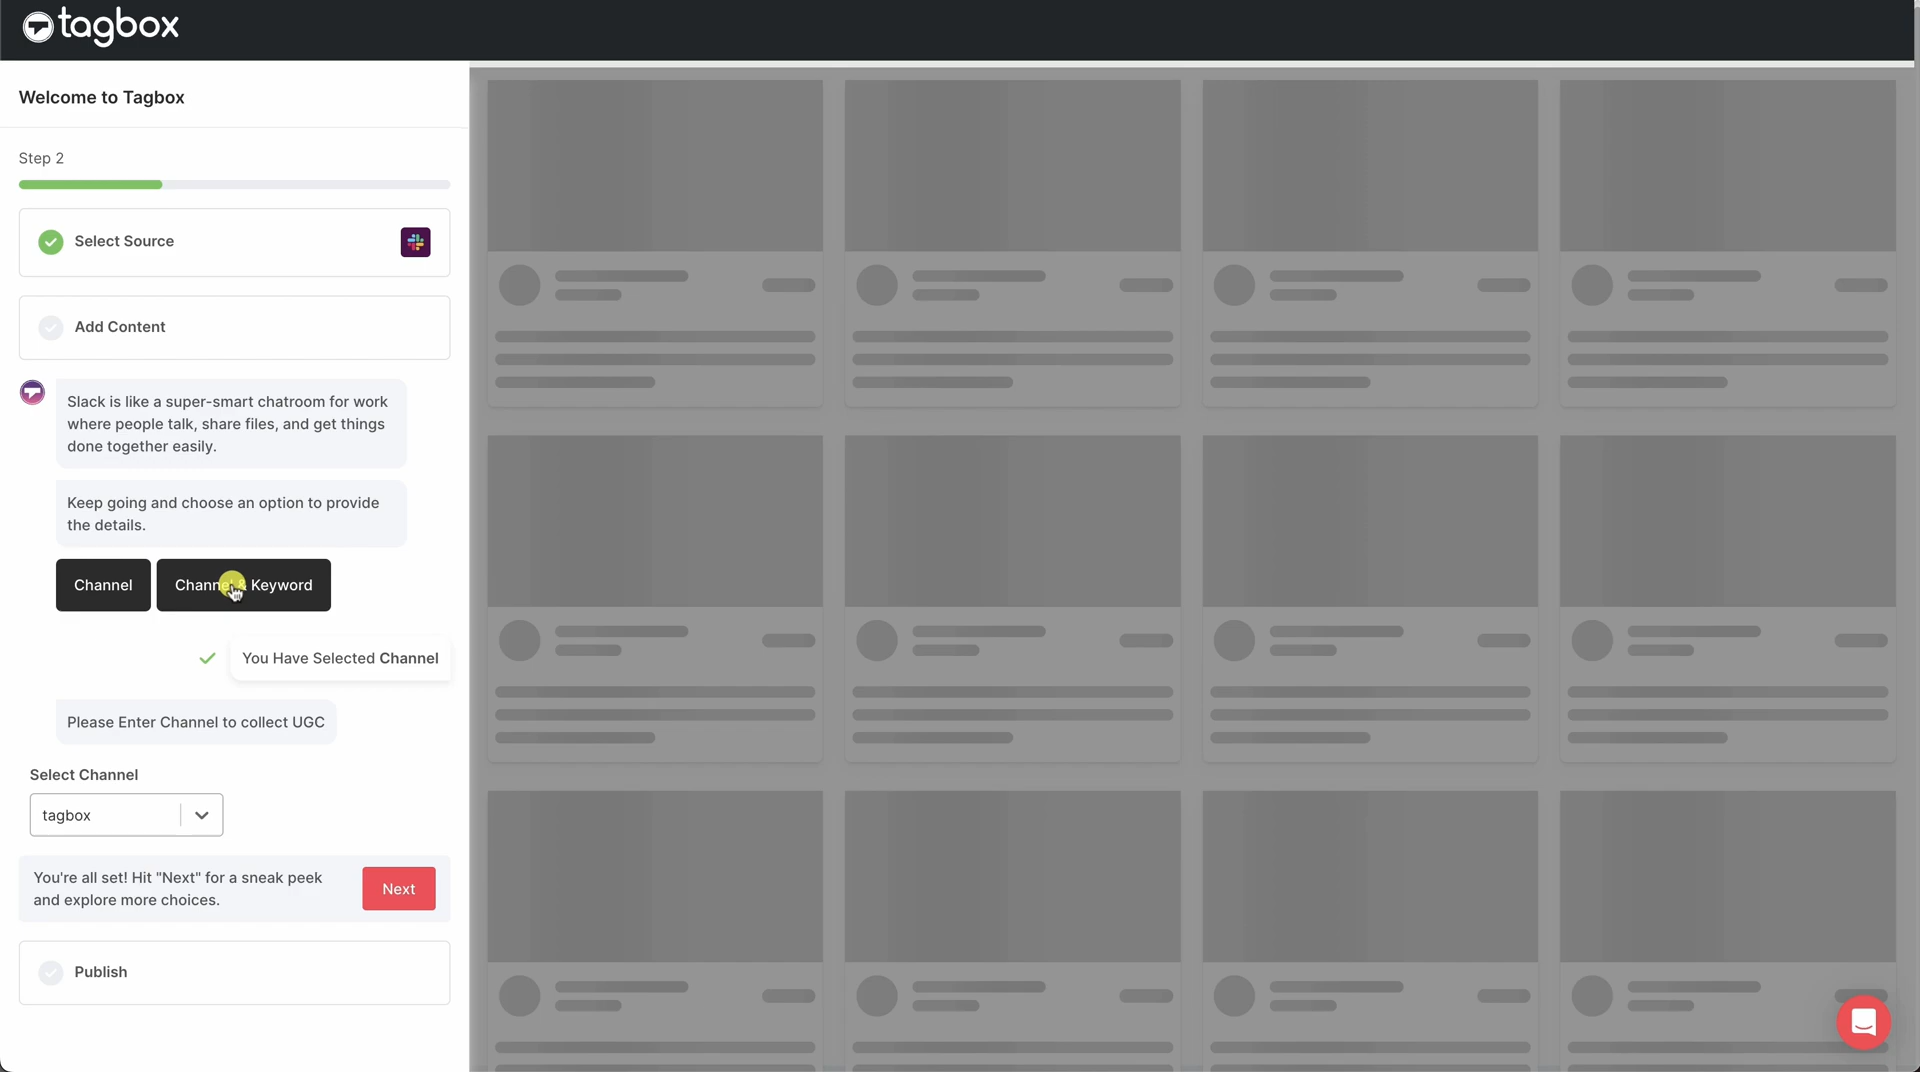 tagbox
Welcome to Tagbox
Step 2
Select Source
Add Content
Slack is like a super-smart chatroom for work
where people talk, share files, and get things
done together easily.
Keep going and choose an option to provide
the details.
Channel
Channel & Keyword
You Have Selected Channel
Please Enter Channel to collect UGC
Select Channel
tagbox
You're all set! Hit "Next" for a sneak peek
and explore more choices.
Next
Publish